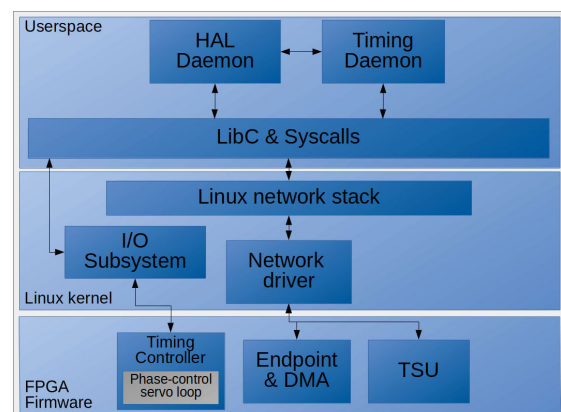 Userspace
HAL
Daemon
Timing
Daemon
LibC & Syscalls
Linux network stack
I/O
Subsystem
Network
driver
Linux kernel
Timing
Controller
Phase-control
servo loop
Endpoint
& DMA
TSU
FPGA
Firmware